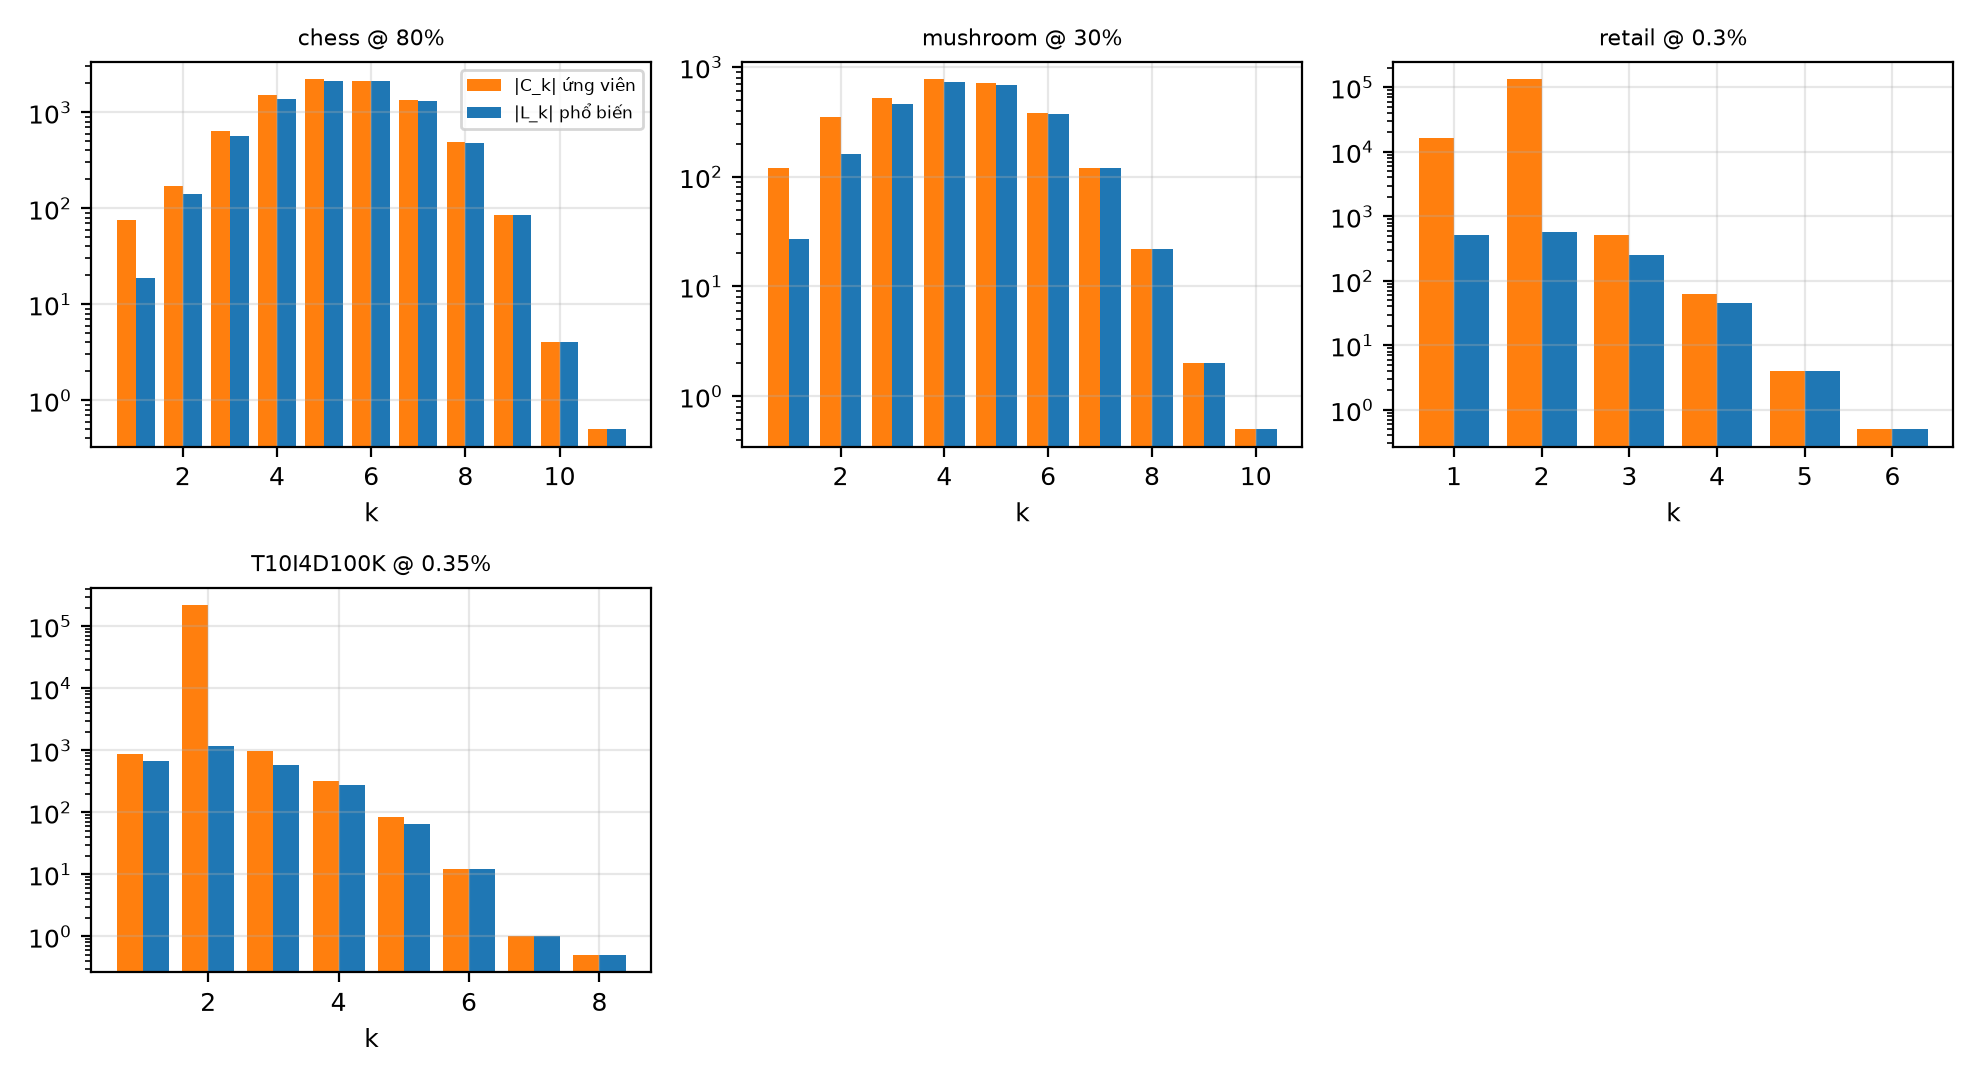 chess @ 80%
|C_k| ứng viên
|L_k| phổ biến
10³
10²
10¹
10⁰
2 4 6 8 10
k
mushroom @ 30%
10³
10²
10¹
10⁰
2 4 6 8 10
k
retail @ 0.3%
10⁵
10⁴
10³
10²
10¹
10⁰
1 2 3 4 5 6
k
T10I4D100K @ 0.35%
10⁵
10⁴
10³
10²
10¹
10⁰
2 4 6 8
k